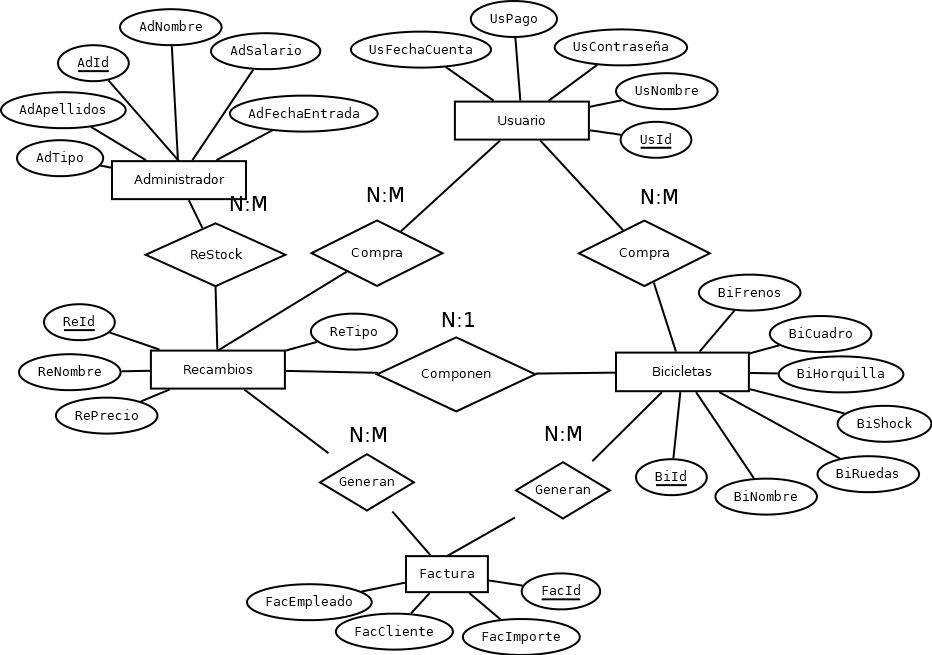 UsPago
AdNombre
UsFechaCuenta
UsContraseña
AdSalario
AdId
UsNombre
AdApellidos
AdFechaEntrada
Usuario
UsId
AdTipo
Administrador
N:M
N:M
N:M
ReStock
Compra
Compra
BiFrenos
ReId
N:1
ReTipo
BiCuadro
ReNombre
Recambios
Componen
Bicicletas
BiHorquilla
RePrecio
BiShock
N:M
N:M
Generan
Generan
BiId
BiRuedas
BiNombre
Factura
FacId
FacEmpleado
FacCliente
FacImporte